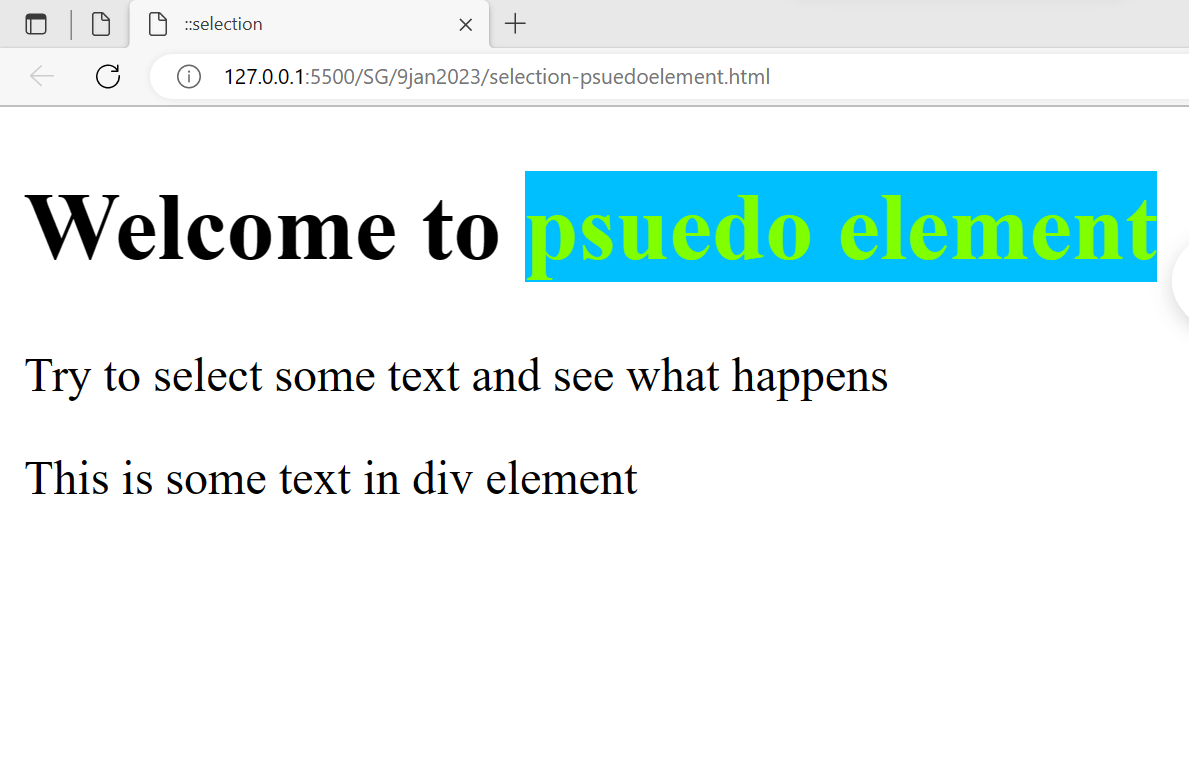 ::selection
127.0.0.1:5500/SG/9jan2023/selection-psuedoelement.html
Welcome to psuedo element
Try to select some text and see what happens
This is some text in div element